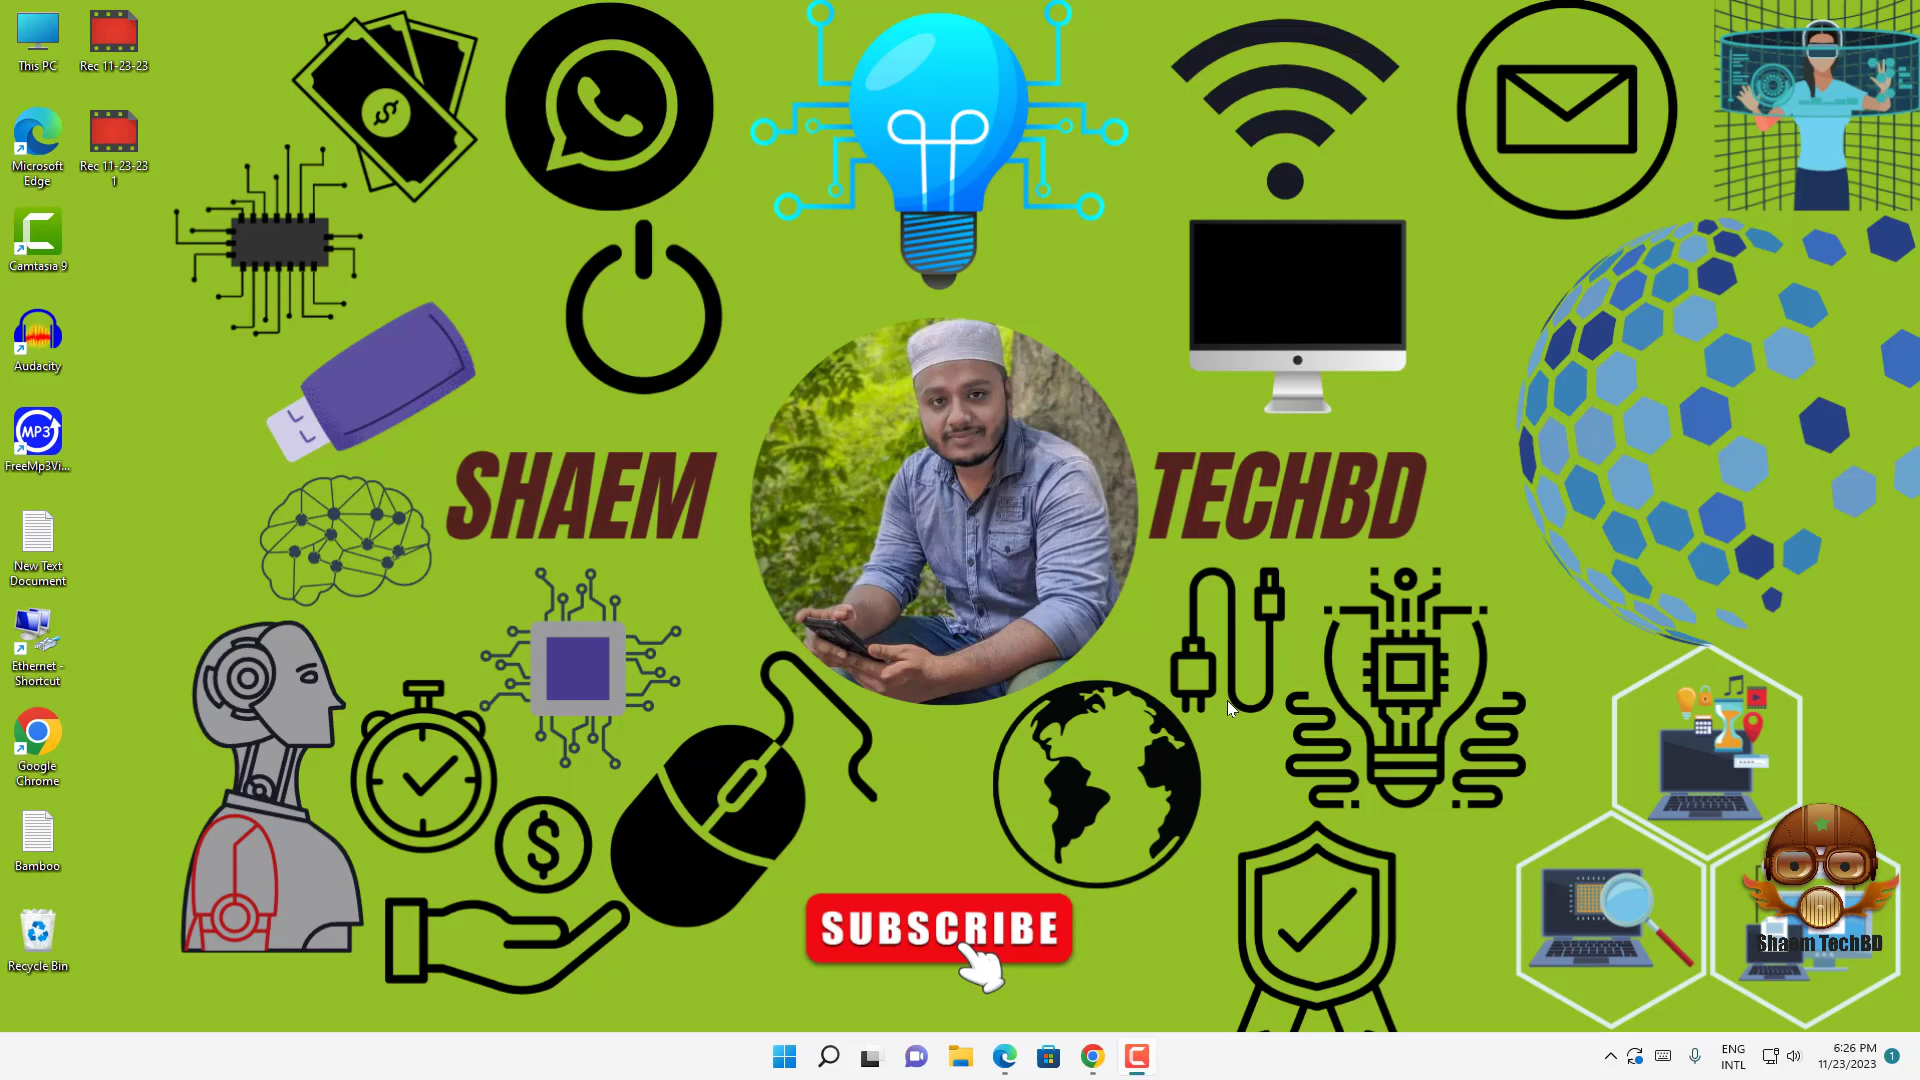 This PC
Rec 11-23-23
Microsoft
Edge
Rec 11-23-23
1
Camtasia 9
Audacity
MP3
FreeMp3Vi...
New Text
Document
Ethernet -
Shortcut
Google
Chrome
Bamboo
Recycle Bin
SHAEM
TECHBD
$
$
SUBSCRIBE
Shaem TechBD
ENG
INTL
6:26 PM
11/23/2023
1